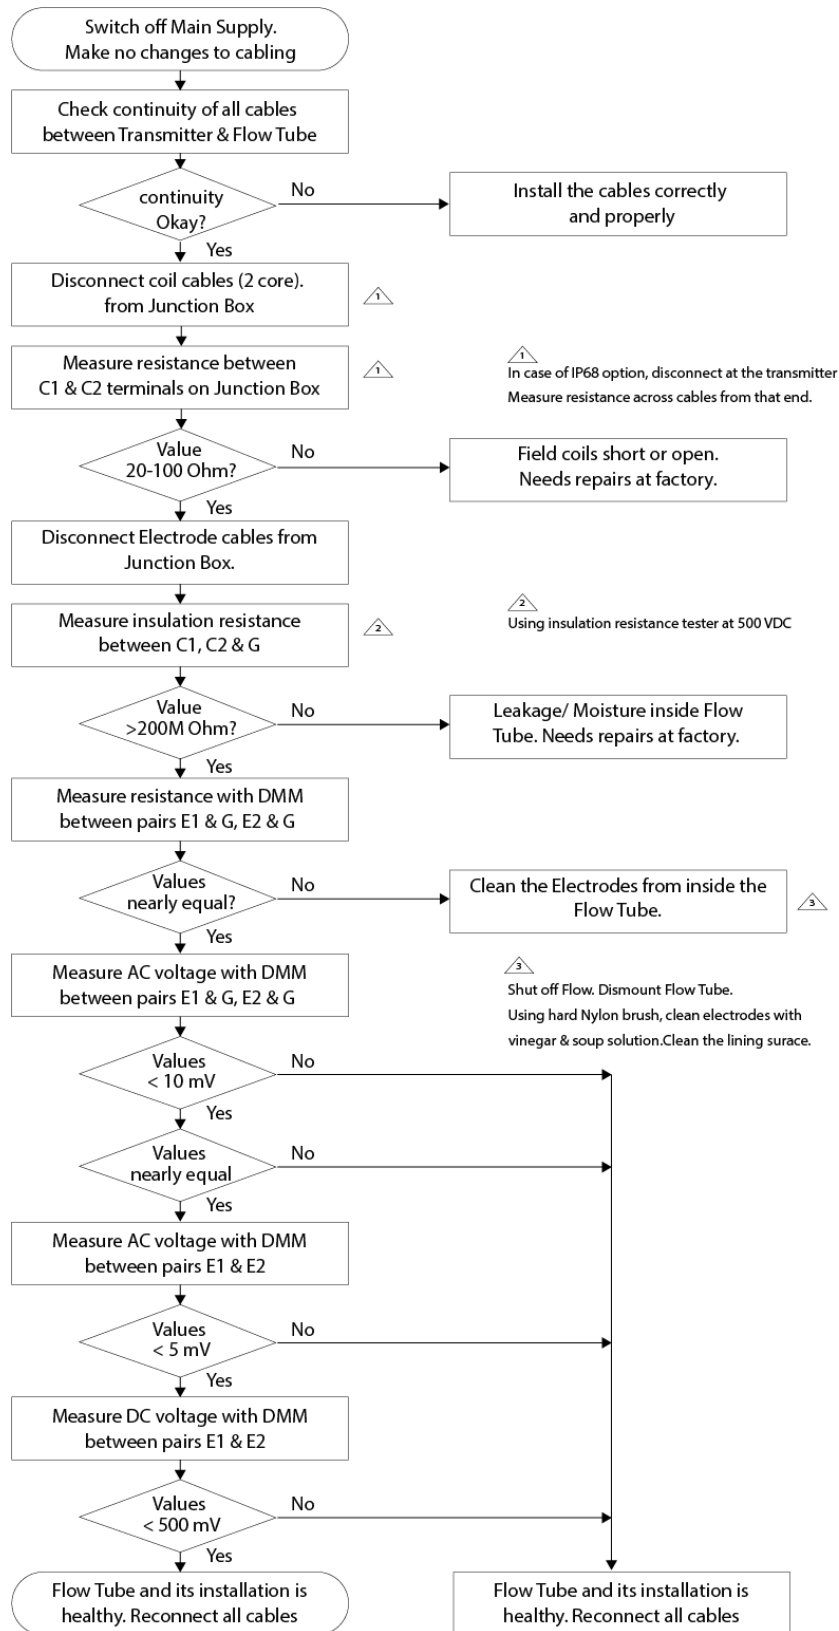 Switch off Main Supply.
Make no changes to cabling
Check continuity of all cables
between Transmitter & Flow Tube
continuity
Okay?
No
Install the cables correctly
and properly
Yes
Disconnect coil cables (2 core).
from Junction Box
1
Measure resistance between
C1 & C2 terminals on Junction Box
1
1
In case of IP68 option, disconnect at the transmitter
Measure resistance across cables from that end.
Value
20-100 Ohm?
No
Field coils short or open.
Needs repairs at factory.
Yes
Disconnect Electrode cables from
Junction Box.
Measure insulation resistance
between C1, C2 & G
2
2
Using insulation resistance tester at 500 VDC
Value
>200M Ohm?
No
Leakage/ Moisture inside Flow
Tube. Needs repairs at factory.
Yes
Measure resistance with DMM
between pairs E1 & G, E2 & G
Values
nearly equal?
No
Clean the Electrodes from inside the
Flow Tube.
3
Yes
Measure AC voltage with DMM
between pairs E1 & G, E2 & G
3
Shut off Flow. Dismount Flow Tube.
Using hard Nylon brush, clean electrodes with
vinegar & soup solution.Clean the lining surace.
Values
< 10 mV
No
Yes
Values
nearly equal
No
Yes
Measure AC voltage with DMM
between pairs E1 & E2
Values
< 5 mV
No
Yes
Measure DC voltage with DMM
between pairs E1 & E2
Values
< 500 mV
No
Yes
Flow Tube and its installation is
healthy. Reconnect all cables
Flow Tube and its installation is
healthy. Reconnect all cables